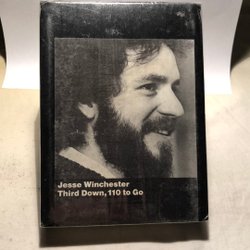 Jesse Winchester
Third Down, 110 to Go